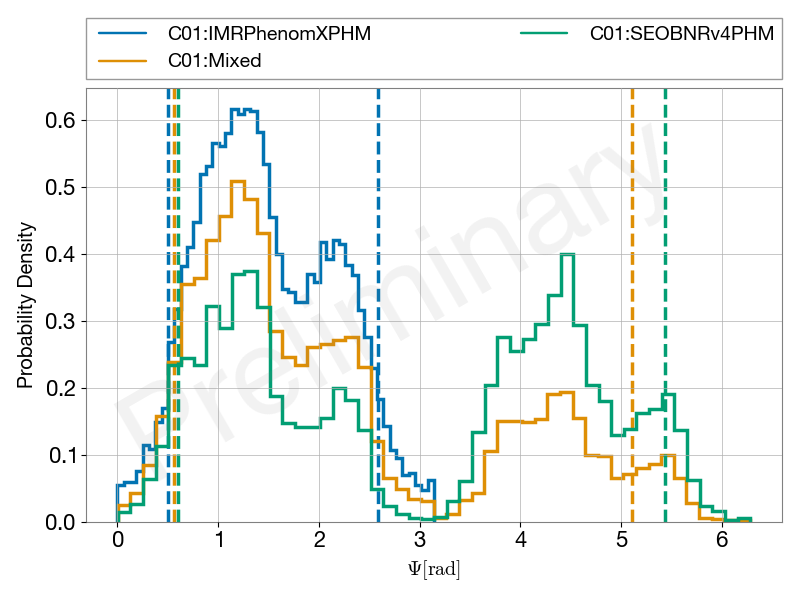 C01:IMRPhenomXPHM
C01:SEOBNRv4PHM
C01:Mixed
Preliminary
Probability Density
0.6
0.5
0.4
0.3
0.2
0.1
0.0
0 1 2 3 4 5 6
Ψ[rad]